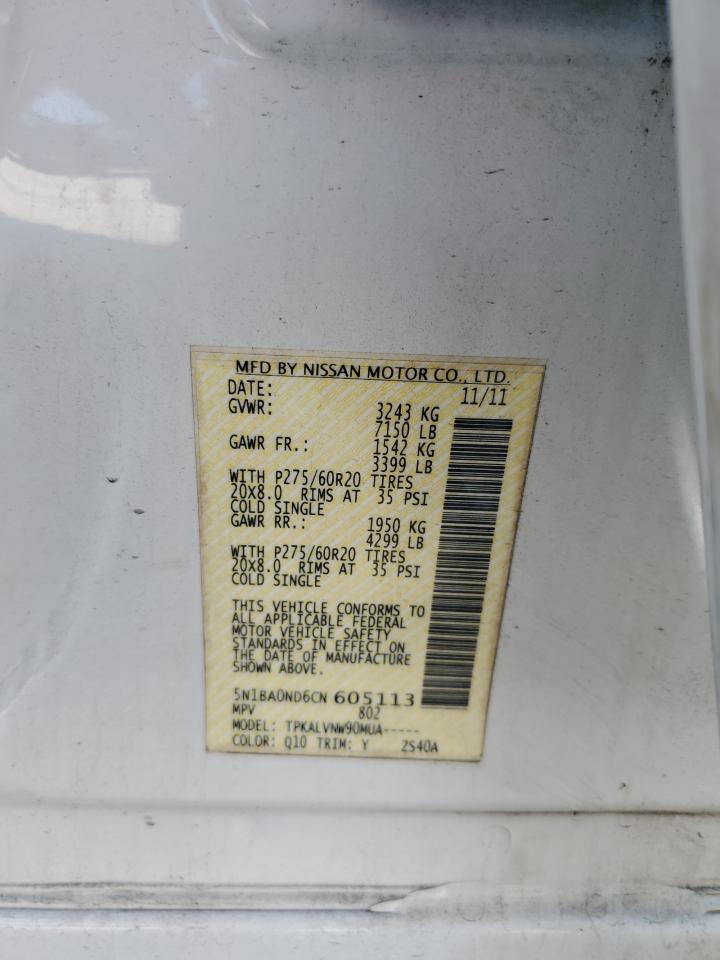 MFD BY NISSAN MOTOR CO., LTD.
DATE: 11/11
GVWR: 3243 KG
7150 LB
GAWR FR.: 1542 KG
3399 LB
WITH P275/60R20 TIRES
20X8.0 RIMS AT 35 PSI
COLD SINGLE
GAWR RR.: 1950 KG
4299 LB
WITH P275/60R20 TIRES
20X8.0 RIMS AT 35 PSI
COLD SINGLE
THIS VEHICLE CONFORMS TO
ALL APPLICABLE FEDERAL
MOTOR VEHICLE SAFETY
STANDARDS IN EFFECT ON
THE DATE OF MANUFACTURE
SHOWN ABOVE.
5N1BA0ND6CN 605113
MPV 802
MODEL: TPKALVNW90MUA-----
COLOR: Q10 TRIM: Y 2S40A